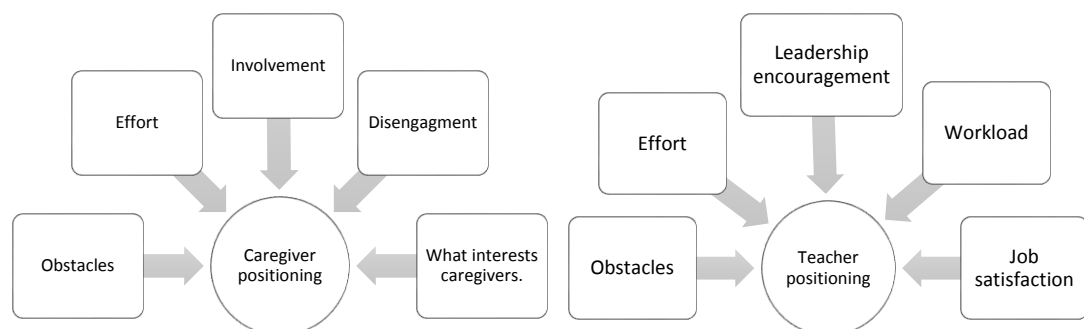 Involvement
Effort
Disengagment
Obstacles
Caregiver
positioning
What interests
caregivers.
Leadership
encouragement
Effort
Workload
Obstacles
Teacher
positioning
Job
satisfaction